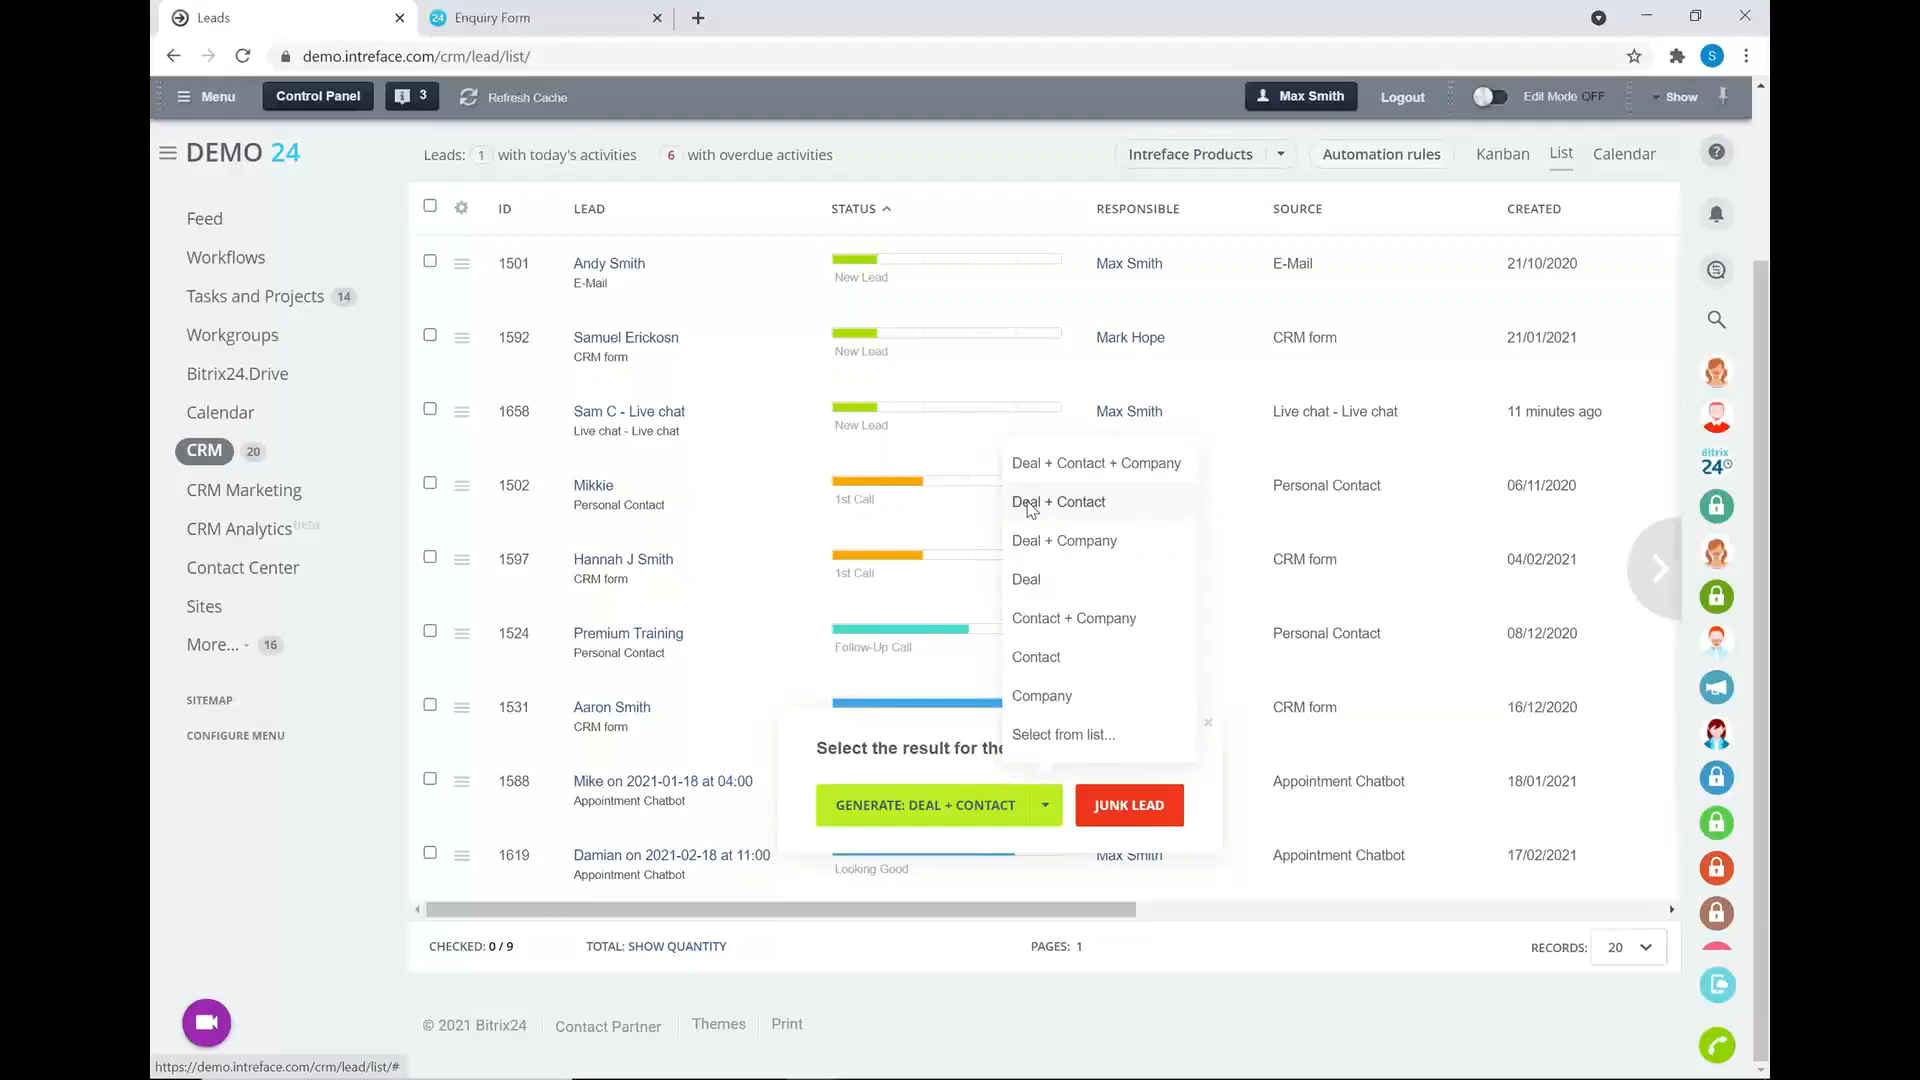 Leads
24 Enquiry Form
demo.intreface.com/crm/lead/list/
S
Menu
Control Panel
3
Refresh Cache
Max Smith
Logout
Edit Mode OFF
Show
DEMO 24
Leads: 1 with today's activities 6 with overdue activities
Intreface Products
Automation rules
Kanban
List
Calendar
Feed
Workflows
Tasks and Projects 14
Workgroups
Bitrix24.Drive
Calendar
CRM 20
CRM Marketing
CRM Analytics beta
Contact Center
Sites
More... 16
SITEMAP
CONFIGURE MENU
ID LEAD STATUS RESPONSIBLE SOURCE CREATED
1501 Andy Smith Max Smith E-Mail 21/10/2020
E-Mail New Lead
1592 Samuel Erickosn Mark Hope CRM form 21/01/2021
CRM form New Lead
1658 Sam C - Live chat Max Smith Live chat - Live chat 11 minutes ago
Live chat - Live chat New Lead
1502 Mikkie Personal Contact 06/11/2020
Personal Contact 1st Call
1597 Hannah J Smith CRM form 04/02/2021
CRM form 1st Call
1524 Premium Training Personal Contact 08/12/2020
Personal Contact Follow-Up Call
1531 Aaron Smith CRM form 16/12/2020
CRM form
1588 Mike on 2021-01-18 at 04:00 Appointment Chatbot 18/01/2021
Appointment Chatbot
1619 Damian on 2021-02-18 at 11:00 Max Smith Appointment Chatbot 17/02/2021
Appointment Chatbot Looking Good
Deal + Contact + Company
Deal + Contact
Deal + Company
Deal
Contact + Company
Contact
Company
Select from list...
Select the result for the
GENERATE: DEAL + CONTACT
JUNK LEAD
Bitrix
24
CHECKED: 0 / 9
TOTAL: SHOW QUANTITY
PAGES: 1
RECORDS: 20
© 2021 Bitrix24
Contact Partner
Themes
Print
https://demo.intreface.com/crm/lead/list/#